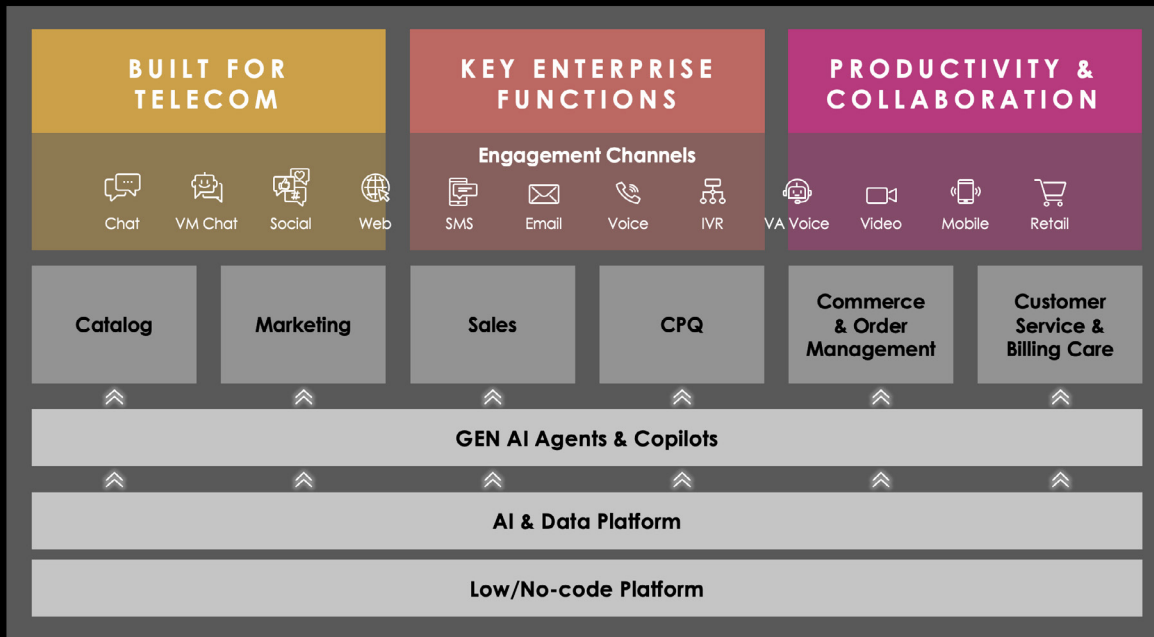 BUILT FOR
TELECOM
KEY ENTERPRISE
FUNCTIONS
PRODUCTIVITY &
COLLABORATION
Engagement Channels
Chat
VM Chat
Social
Web
SMS
Email
Voice
IVR
VA Voice
Video
Mobile
Retail
Catalog
Marketing
Sales
CPQ
Commerce
& Order
Management
Customer
Service &
Billing Care
GEN AI Agents & Copilots
AI & Data Platform
Low/No-code Platform